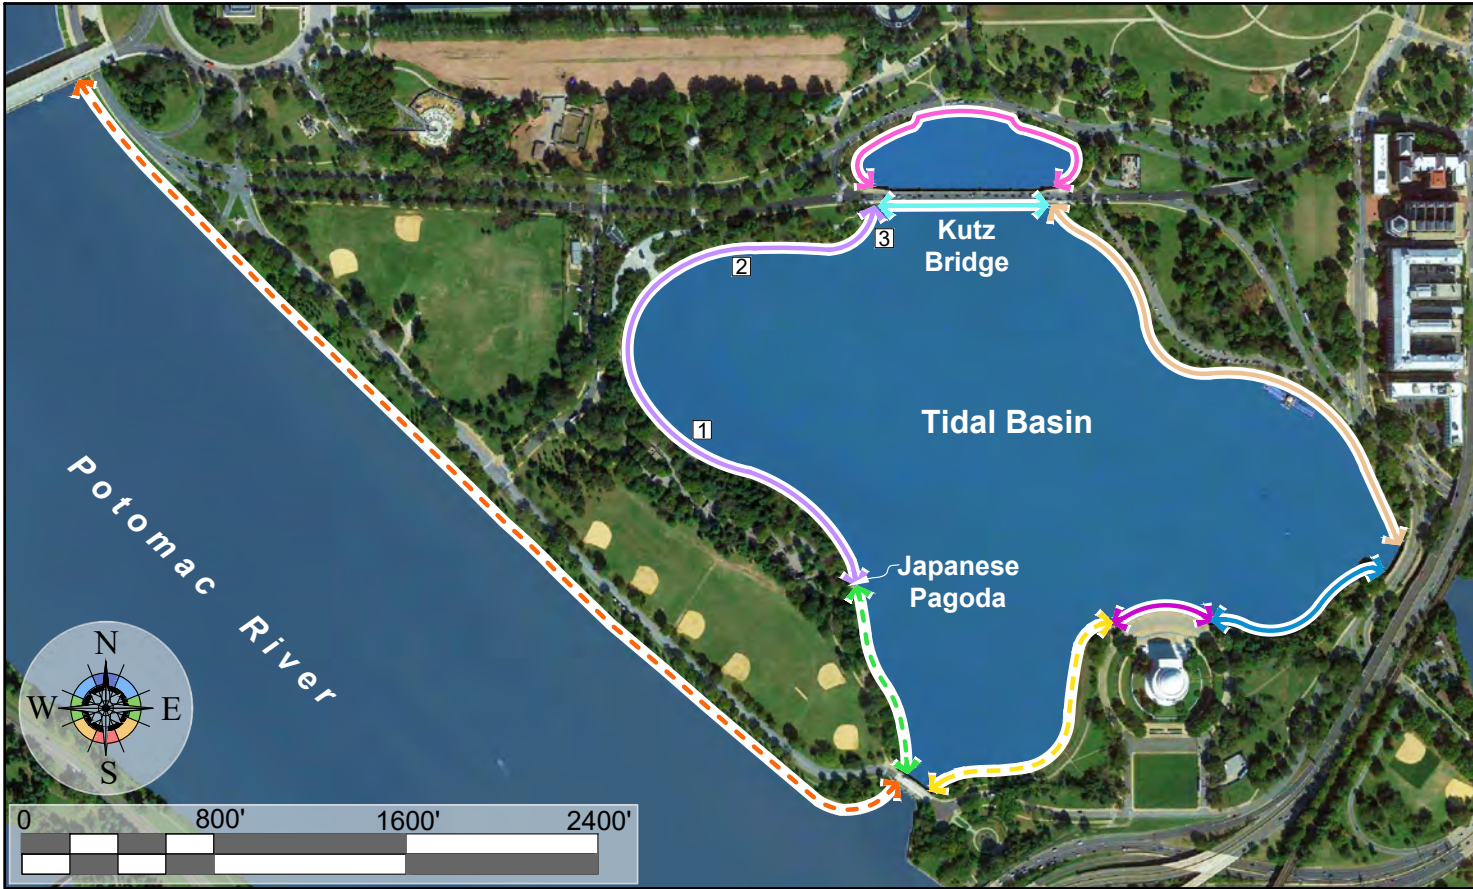 3
Kutz
Bridge
2
Tidal Basin
1
Japanese
Pagoda
Potomac River
N
W E
S
0 800' 1600' 2400'